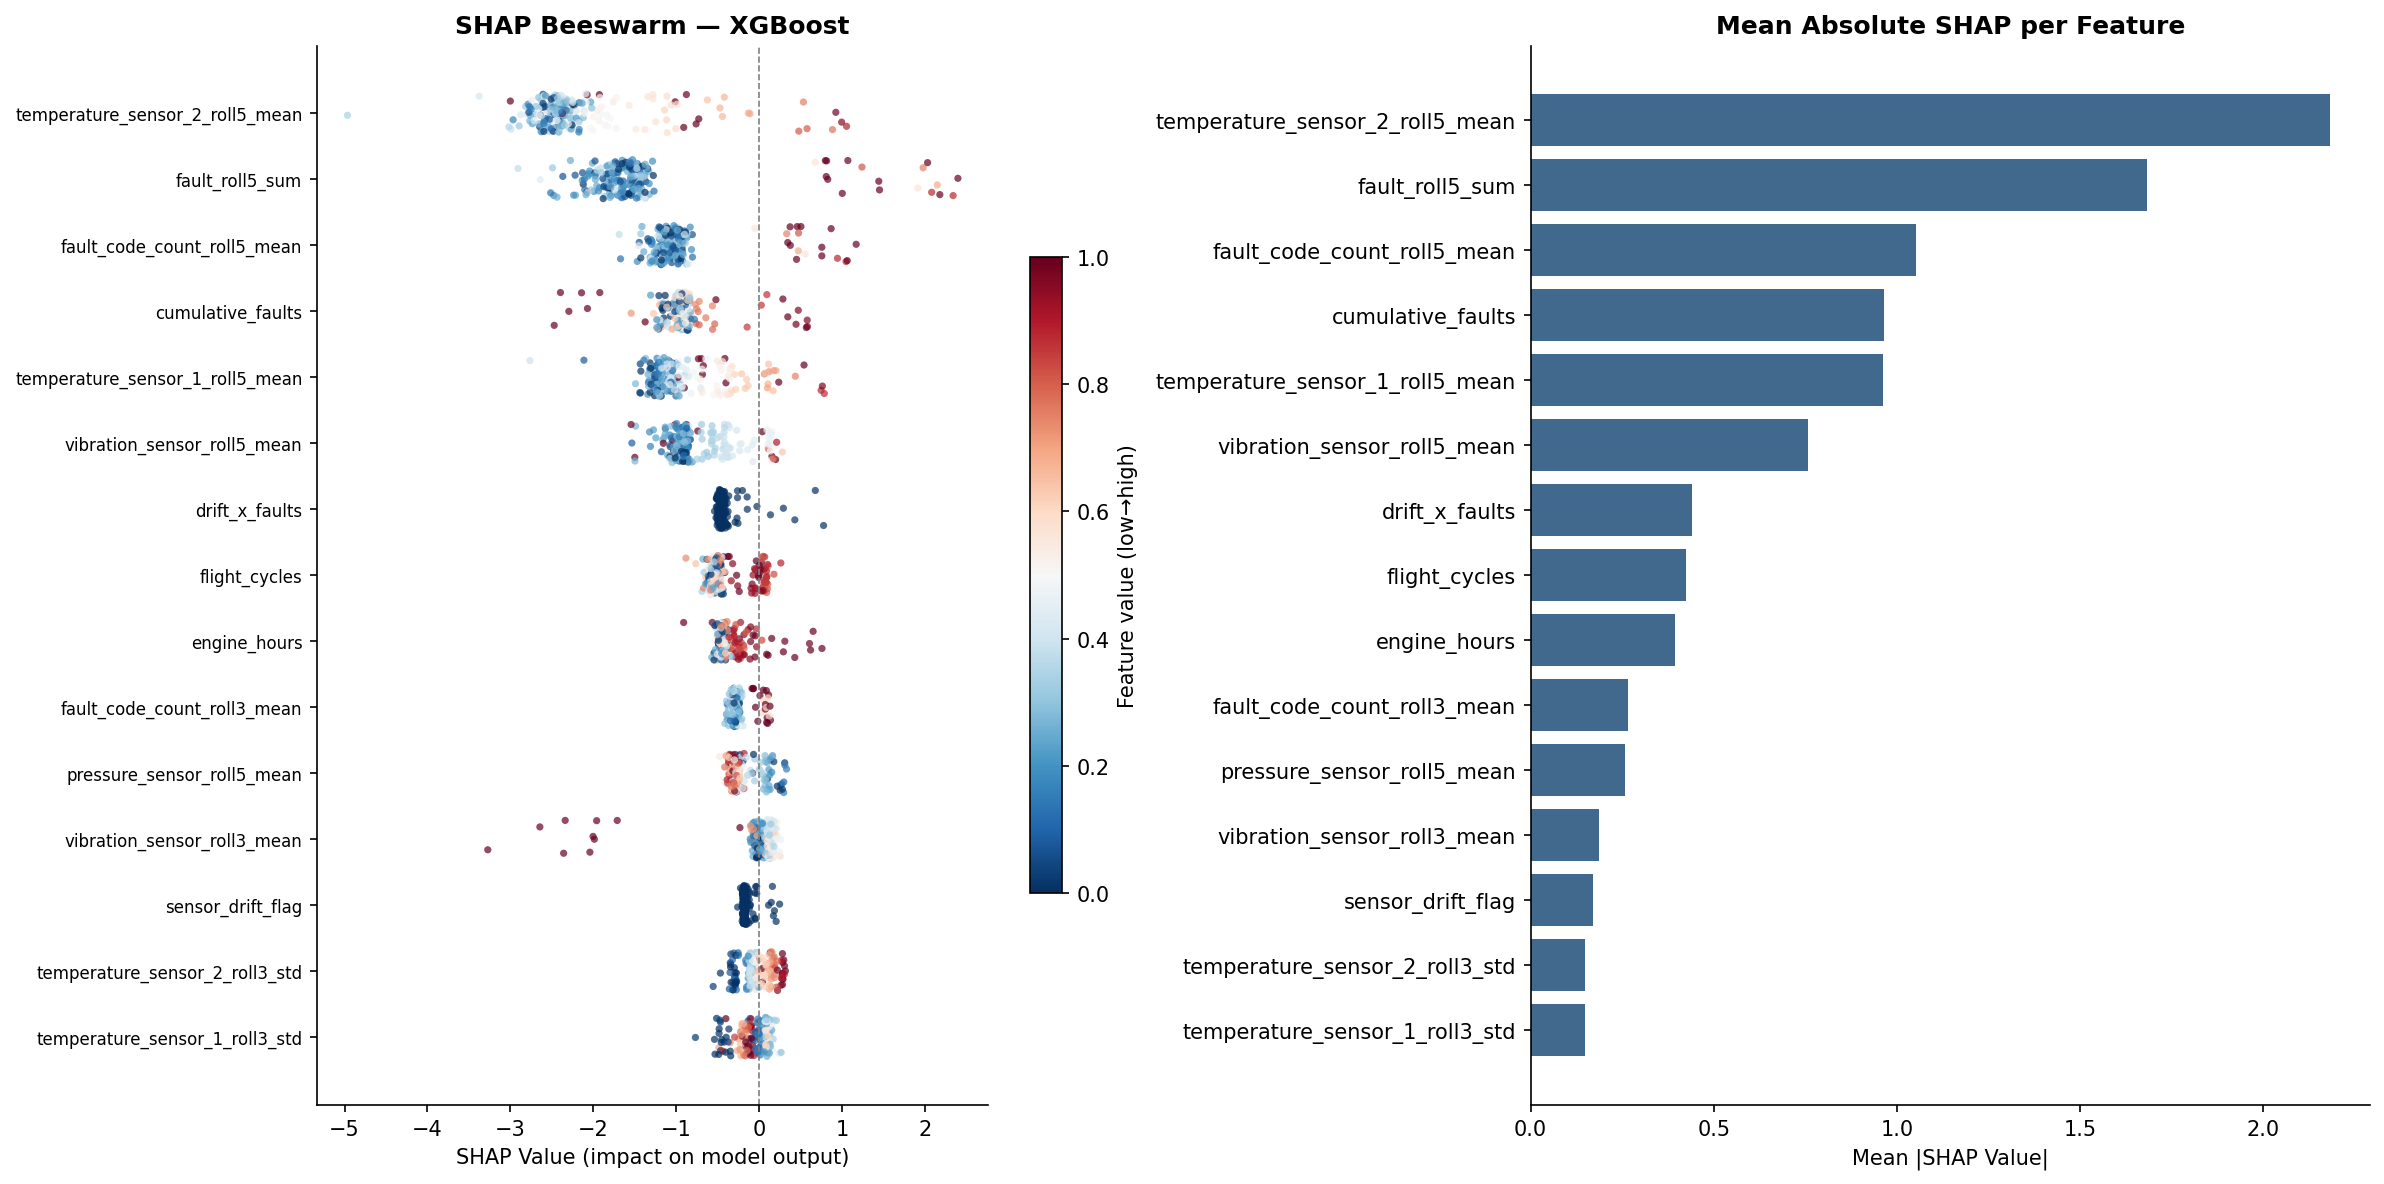 SHAP Beeswarm — XGBoost
temperature_sensor_2_roll5_mean
fault_roll5_sum
fault_code_count_roll5_mean
cumulative_faults
temperature_sensor_1_roll5_mean
vibration_sensor_roll5_mean
drift_x_faults
flight_cycles
engine_hours
fault_code_count_roll3_mean
pressure_sensor_roll5_mean
vibration_sensor_roll3_mean
sensor_drift_flag
temperature_sensor_2_roll3_std
temperature_sensor_1_roll3_std
−5 −4 −3 −2 −1 0 1 2
SHAP Value (impact on model output)
1.0
0.8
0.6
0.4
0.2
0.0
Feature value (low→high)
Mean Absolute SHAP per Feature
temperature_sensor_2_roll5_mean
fault_roll5_sum
fault_code_count_roll5_mean
cumulative_faults
temperature_sensor_1_roll5_mean
vibration_sensor_roll5_mean
drift_x_faults
flight_cycles
engine_hours
fault_code_count_roll3_mean
pressure_sensor_roll5_mean
vibration_sensor_roll3_mean
sensor_drift_flag
temperature_sensor_2_roll3_std
temperature_sensor_1_roll3_std
0.0 0.5 1.0 1.5 2.0
Mean |SHAP Value|